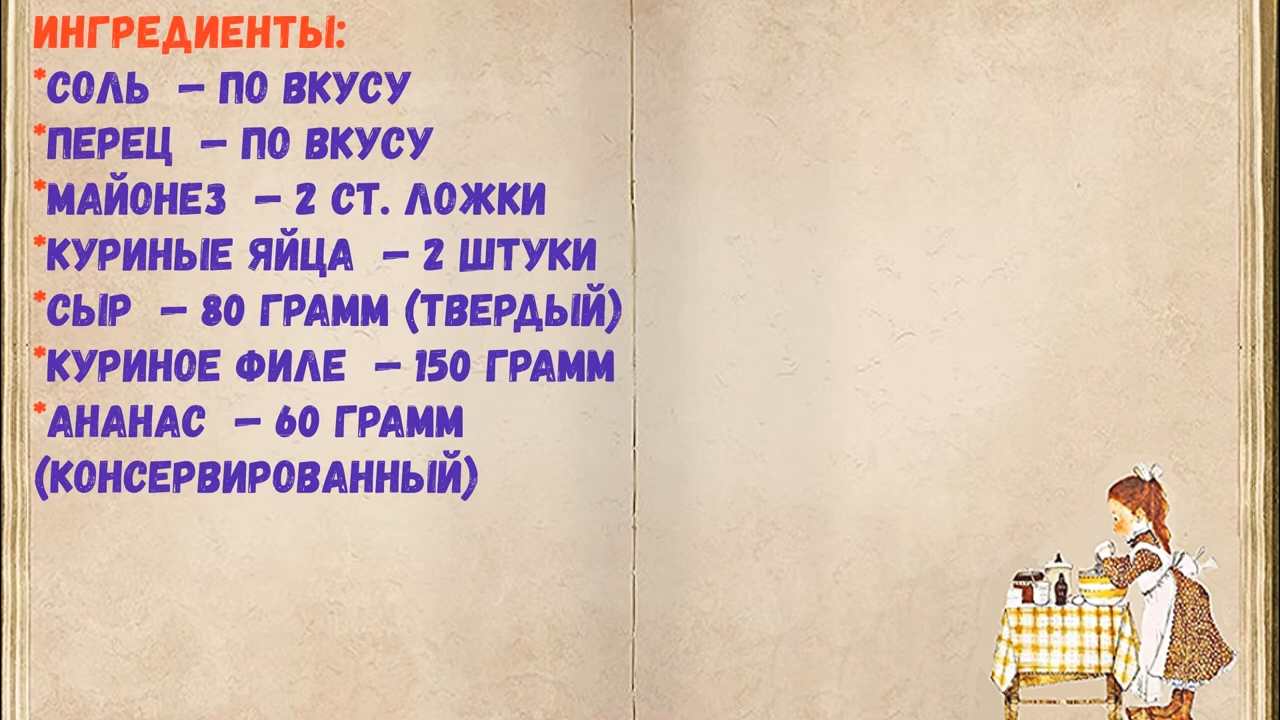 ИНГРЕДИЕНТЫ:
*СОЛЬ – ПО ВКУСУ
*ПЕРЕЦ – ПО ВКУСУ
*МАЙОНЕЗ – 2 СТ. ЛОЖКИ
*КУРИНЫЕ ЯЙЦА – 2 ШТУКИ
*СЫР – 80 ГРАММ (ТВЕРДЫЙ)
*КУРИНОЕ ФИЛЕ – 150 ГРАММ
*АНАНАС – 60 ГРАММ
(КОНСЕРВИРОВАННЫЙ)